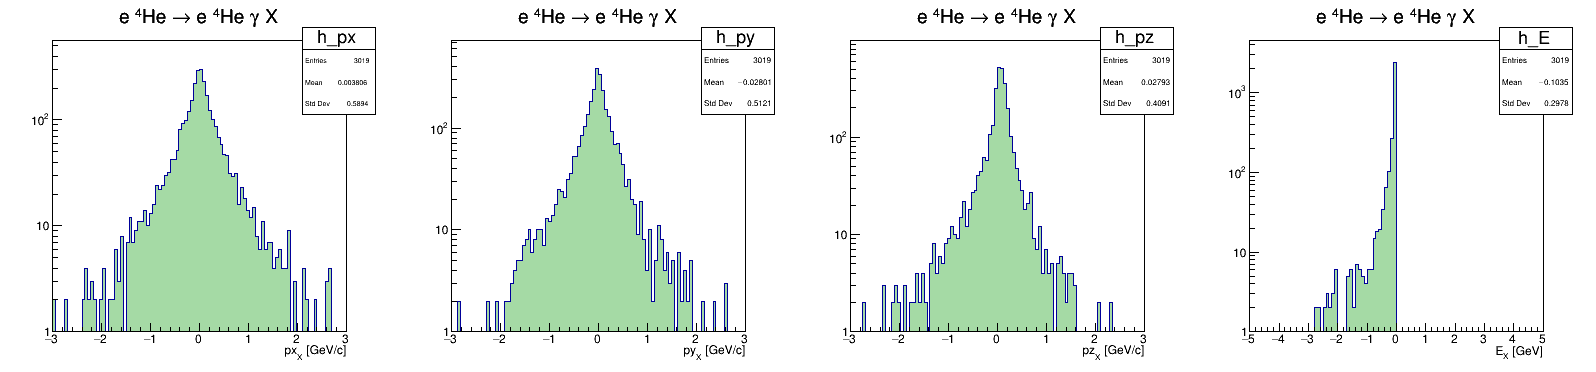 e ⁴He → e ⁴He γ X
h_px
Entries 3019
Mean 0.003806
Std Dev 0.5894
10²
10
1
−3 −2 −1 0 1 2 3
px_X [GeV/c]
e ⁴He → e ⁴He γ X
h_py
Entries 3019
Mean −0.02801
Std Dev 0.5121
10²
10
1
−3 −2 −1 0 1 2 3
py_X [GeV/c]
e ⁴He → e ⁴He γ X
h_pz
Entries 3019
Mean 0.02793
Std Dev 0.4091
10²
10
1
−3 −2 −1 0 1 2 3
pz_X [GeV/c]
e ⁴He → e ⁴He γ X
h_E
Entries 3019
Mean −0.1035
Std Dev 0.2978
10³
10²
10
1
−5 −4 −3 −2 −1 0 1 2 3 4 5
E_X [GeV]